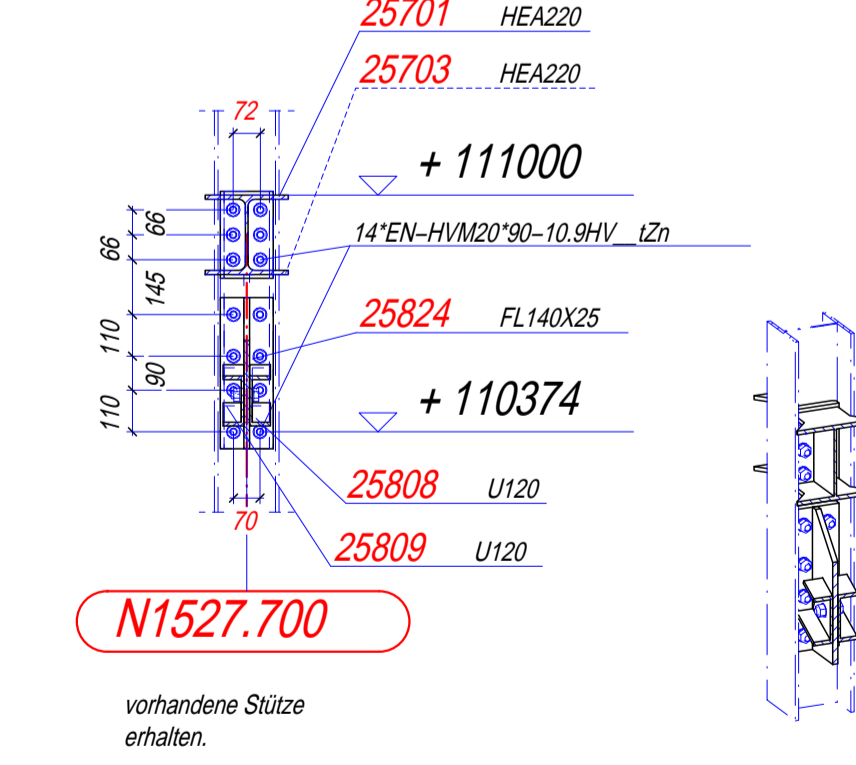 25701 HEA220
25703 HEA220
72
+ 111000
14*EN–HVM20*90–10.9HV__tZn
66
66
145
110
90
110
25824 FL140X25
+ 110374
25808 U120
70
25809 U120
N1527.700
vorhandene Stütze
erhalten.